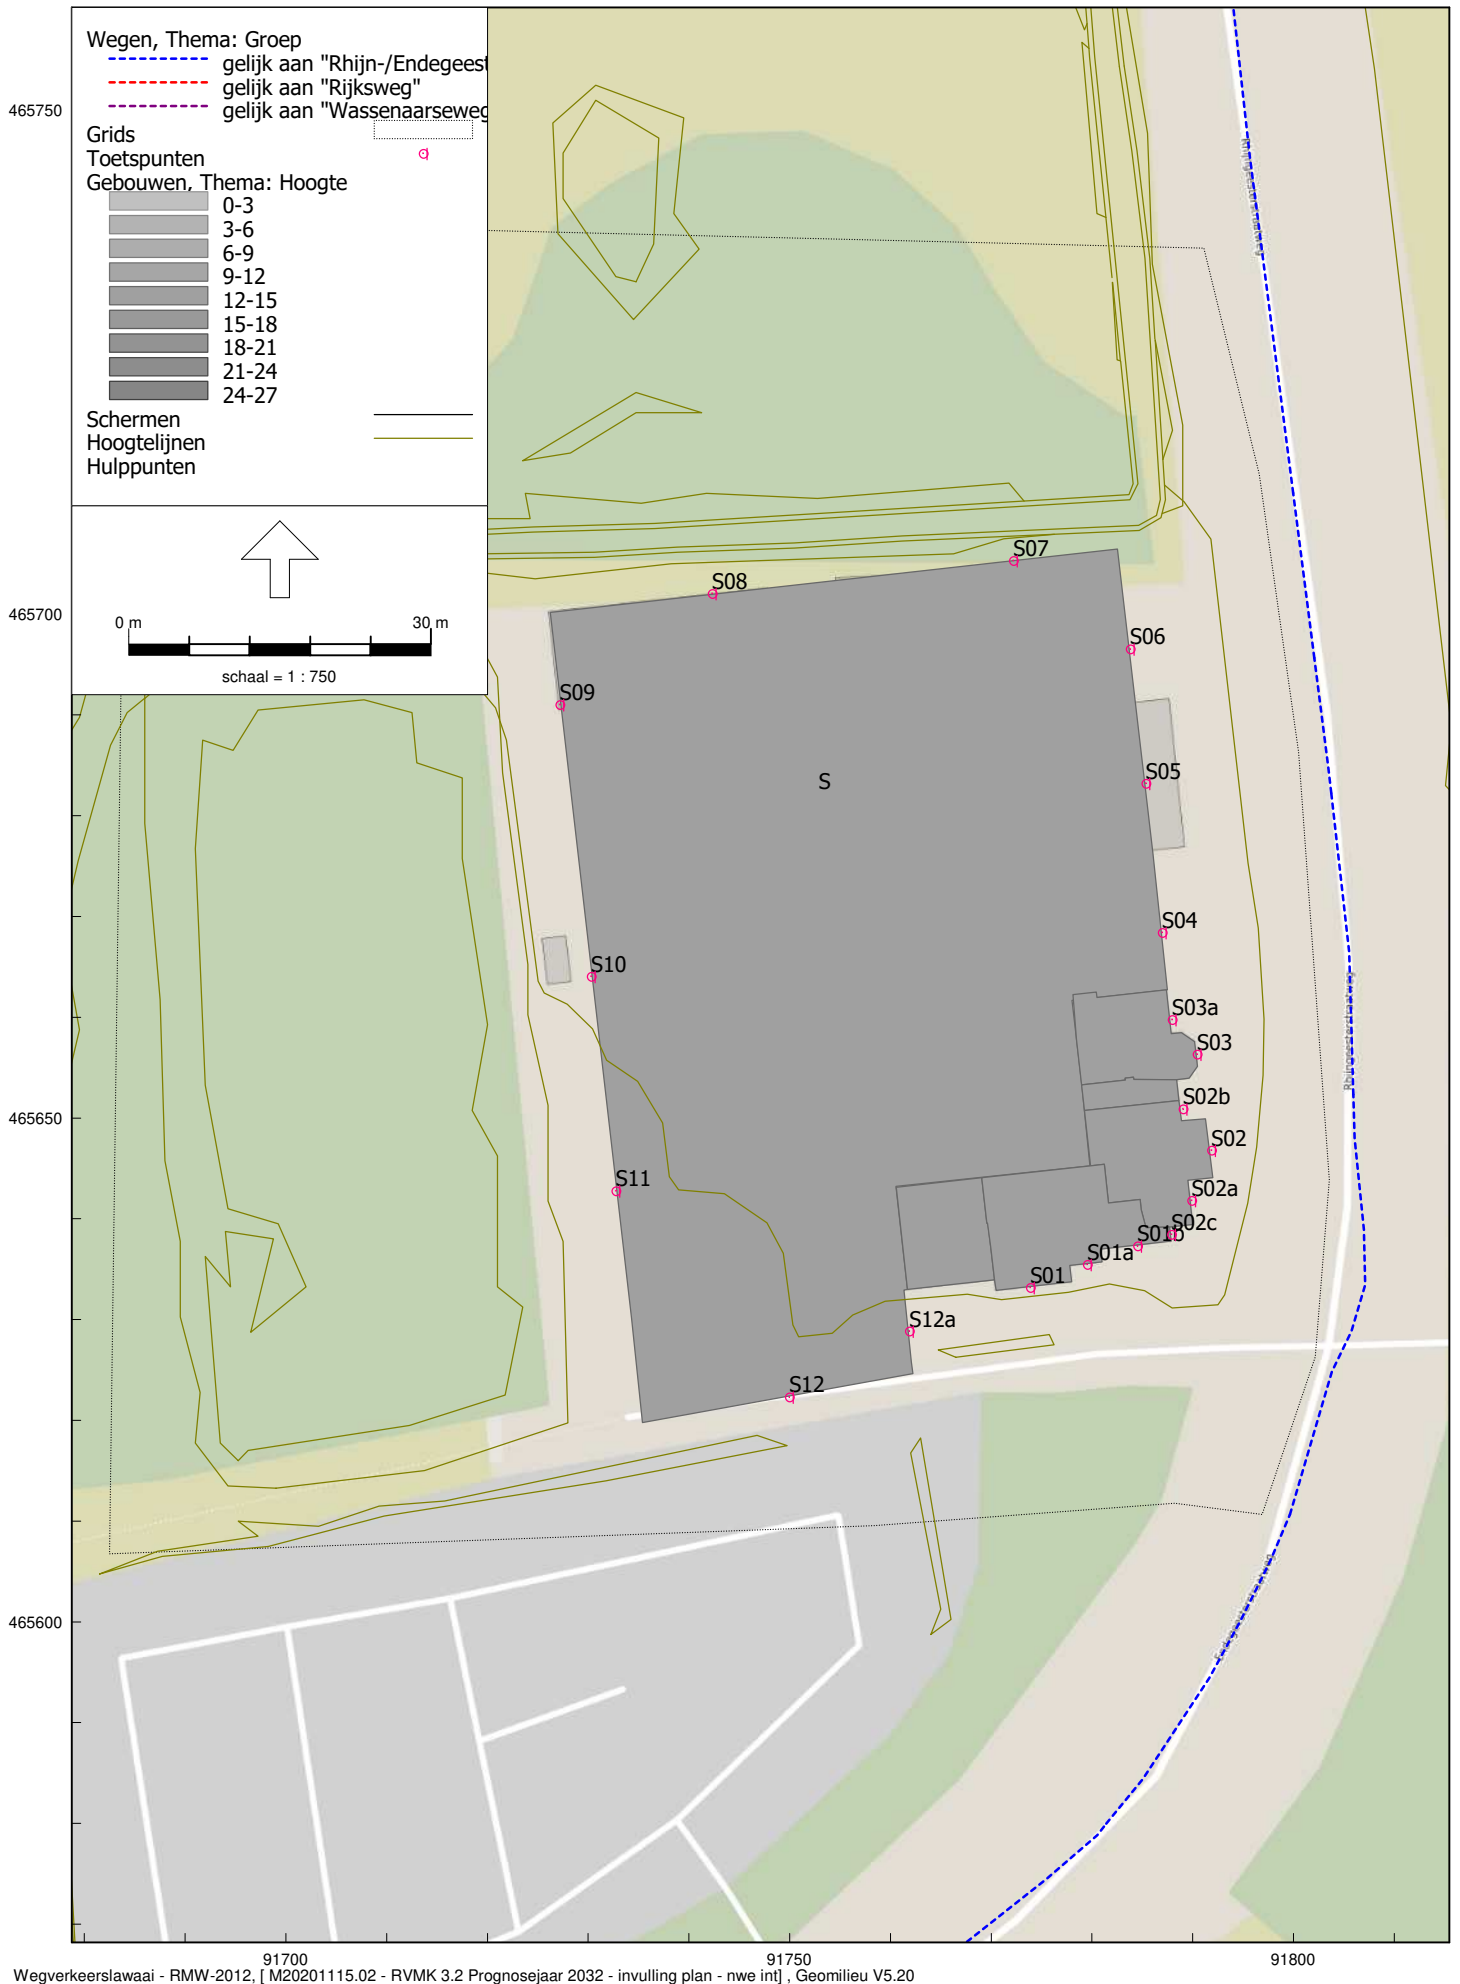 Wegen, Thema: Groep
gelijk aan "Rhijn-/Endegeest
gelijk aan "Rijksweg"
gelijk aan "Wassenaarseweg
Grids
Toetspunten
Gebouwen, Thema: Hoogte
0-3
3-6
6-9
9-12
12-15
15-18
18-21
21-24
24-27
Schermen
Hoogtelijnen
Hulppunten
0 m
30 m
schaal = 1 : 750
465750
465700
465650
465600
91700
91750
91800
S07
S08
S06
S09
S
S05
S04
S10
S03a
S03
S02b
S02
S11
S02a
S02c
S01b
S01a
S01
S12a
S12
Wegverkeerslawaai - RMW-2012, [ M20201115.02 - RVMK 3.2 Prognosejaar 2032 - invulling plan - nwe int] , Geomilieu V5.20